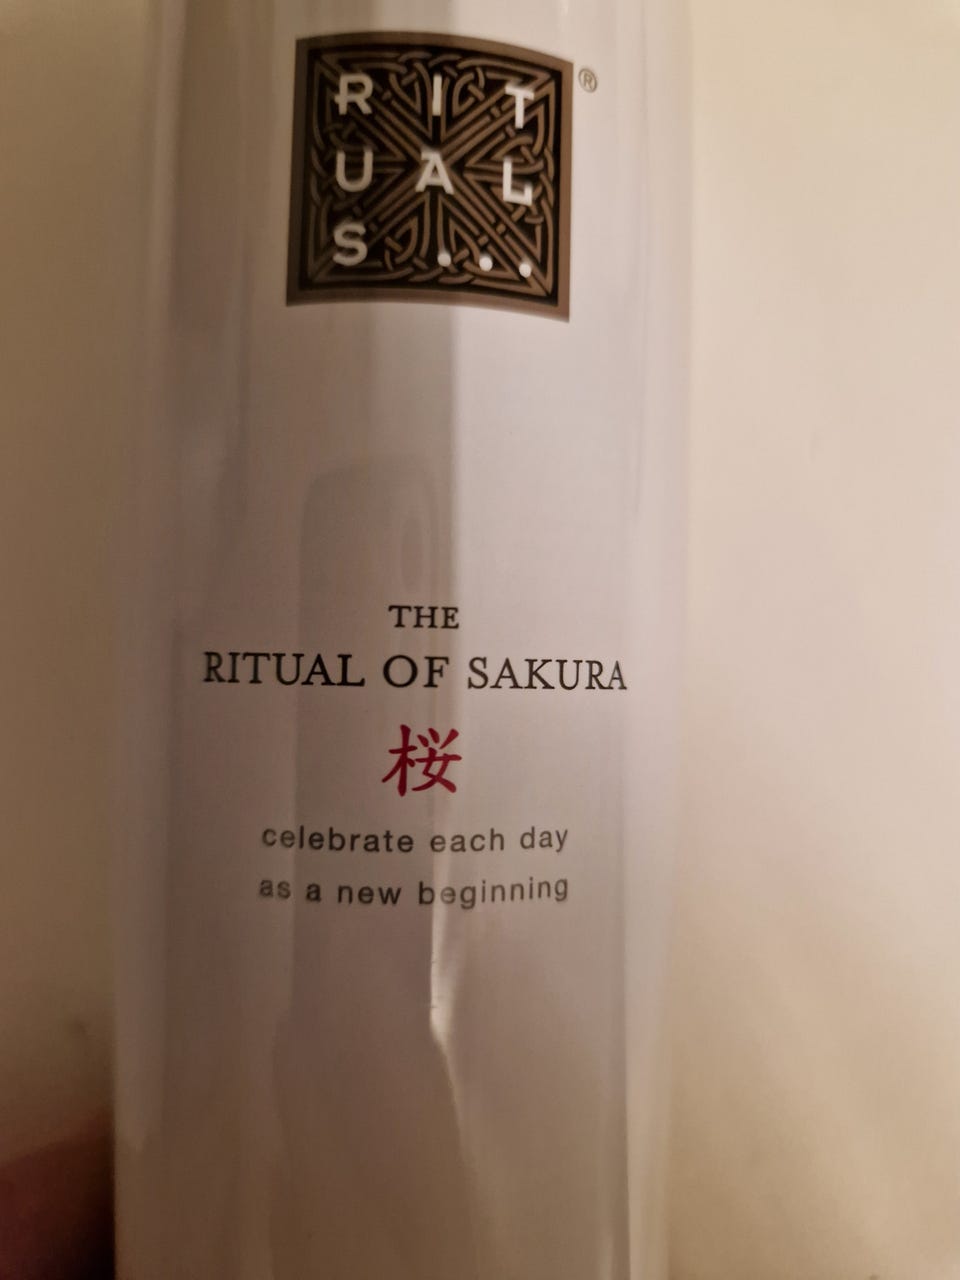 RIT
UAL
S...
®
THE
RITUAL OF SAKURA
桜
celebrate each day
as a new beginning